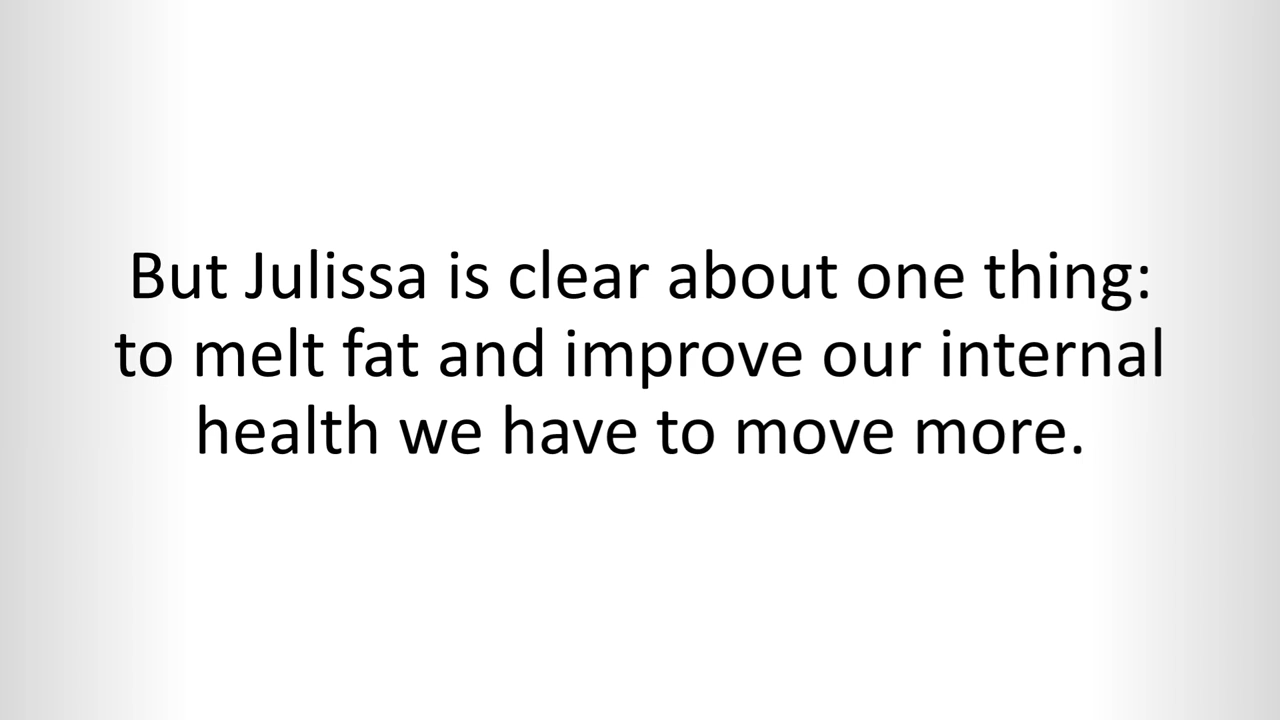 But Julissa is clear about one thing:
to melt fat and improve our internal
health we have to move more.